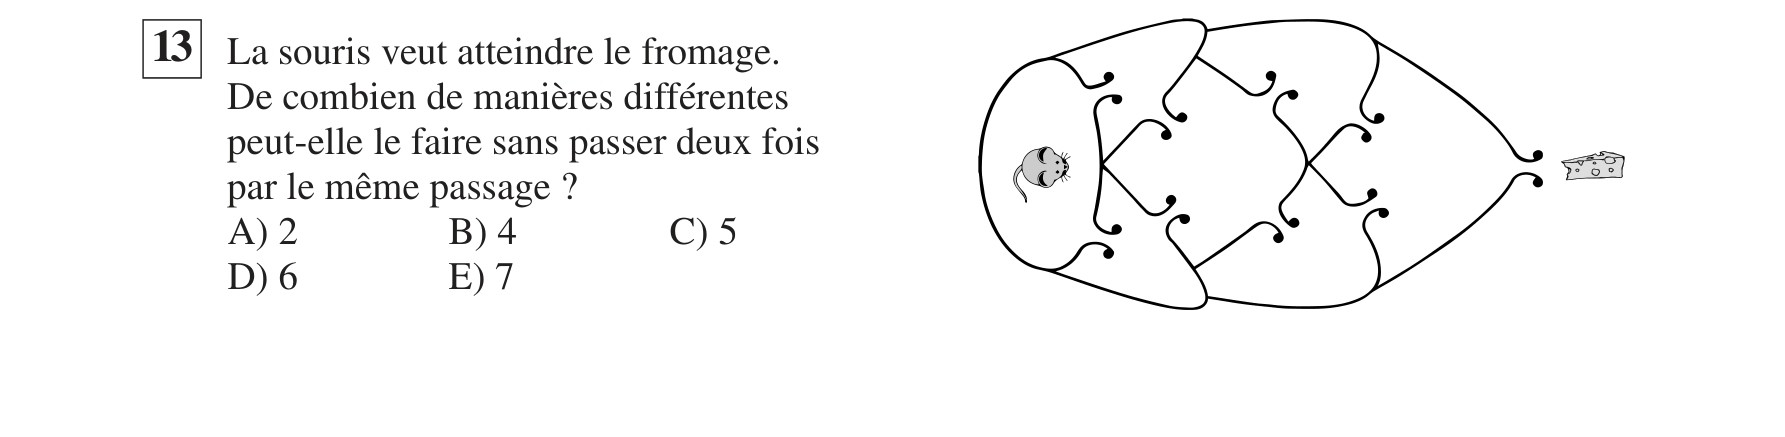 13 La souris veut atteindre le fromage.
De combien de manières différentes
peut-elle le faire sans passer deux fois
par le même passage ?
A) 2 B) 4 C) 5
D) 6 E) 7